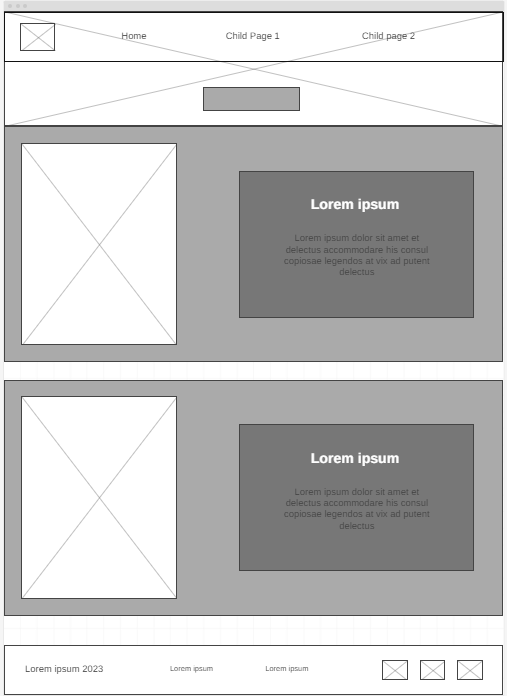 Home
Child Page 1
Child page 2
Lorem ipsum
Lorem ipsum dolor sit amet et
delectus accommodare his consul
copiosae legendos at vix ad putent
delectus
Lorem ipsum
Lorem ipsum dolor sit amet et
delectus accommodare his consul
copiosae legendos at vix ad putent
delectus
Lorem ipsum 2023
Lorem ipsum
Lorem ipsum